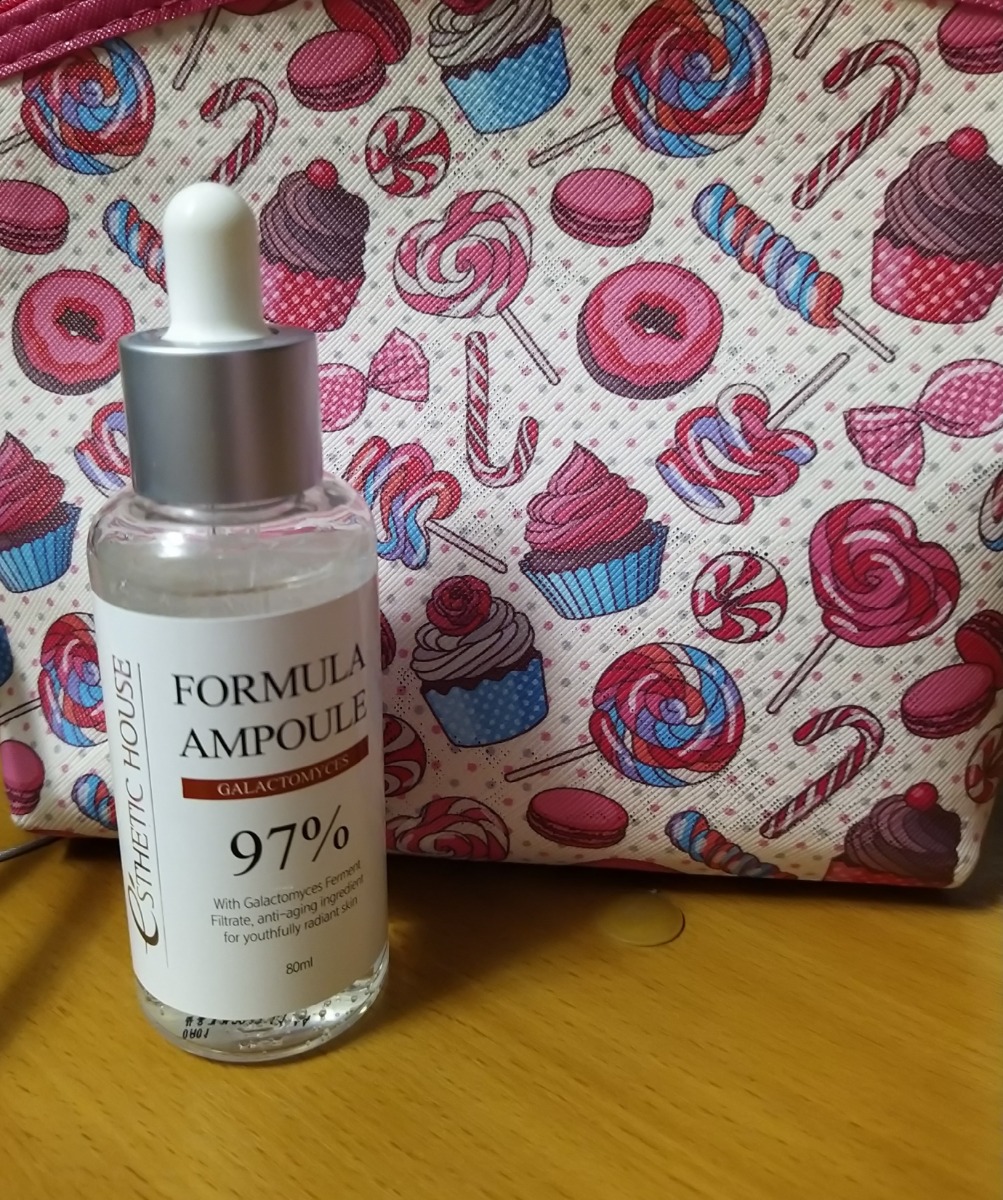 ESTHETIC HOUSE
FORMULA
AMPOULE
GALACTOMYCES
97%
With Galactomyces Ferment
Filtrate, anti-aging ingredient
for youthfully radiant skin
80ml